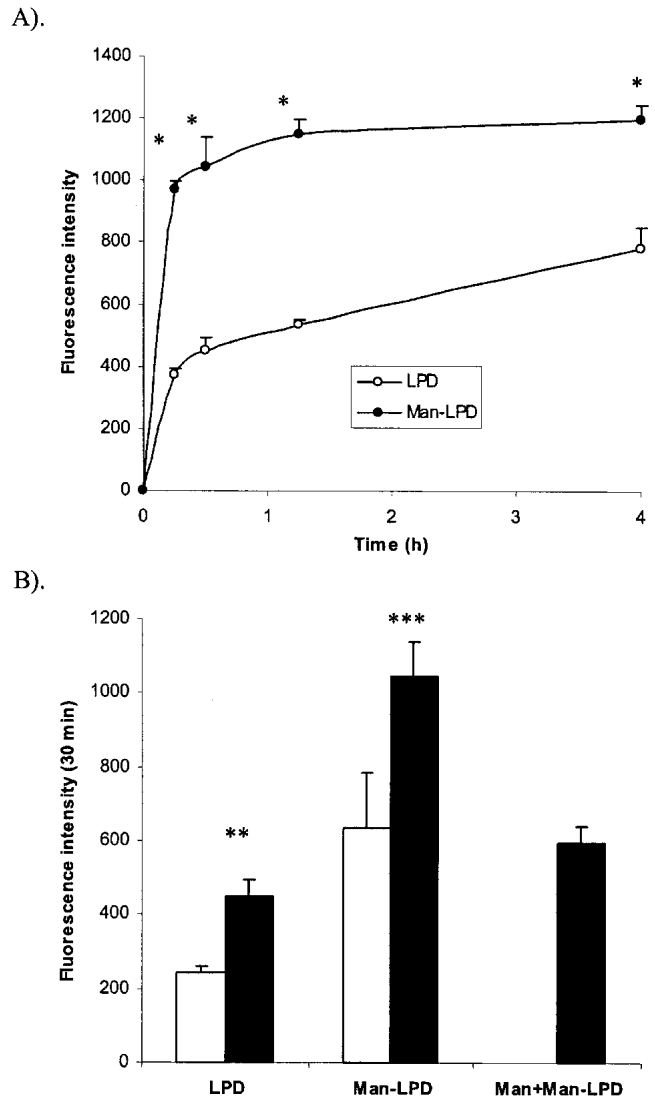 A).
1400
1200
1000
800
600
400
200
0
Fluorescence intensity
* * * *
LPD
Man-LPD
0 1 2 3 4
Time (h)
B).
1200
1000
800
600
400
200
0
Fluorescence intensity (30 min)
**
***
LPD Man-LPD Man+Man-LPD